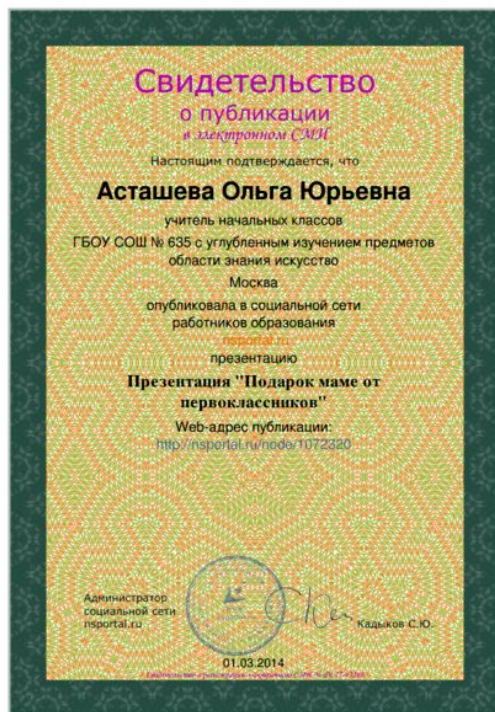 Свидетельство
о публикации
в электронном СМИ
Настоящим подтверждается, что
Асташева Ольга Юрьевна
учитель начальных классов
ГБОУ СОШ № 635 с углубленным изучением предметов
области знания искусство
Москва
опубликовала в социальной сети
работников образования
nsportal.ru
презентацию
Презентация "Подарок маме от
первоклассников"
Web-адрес публикации:
http://nsportal.ru/node/1072320
Администратор
социальной сети
nsportal.ru
Кадыков С.Ю.
01.03.2014